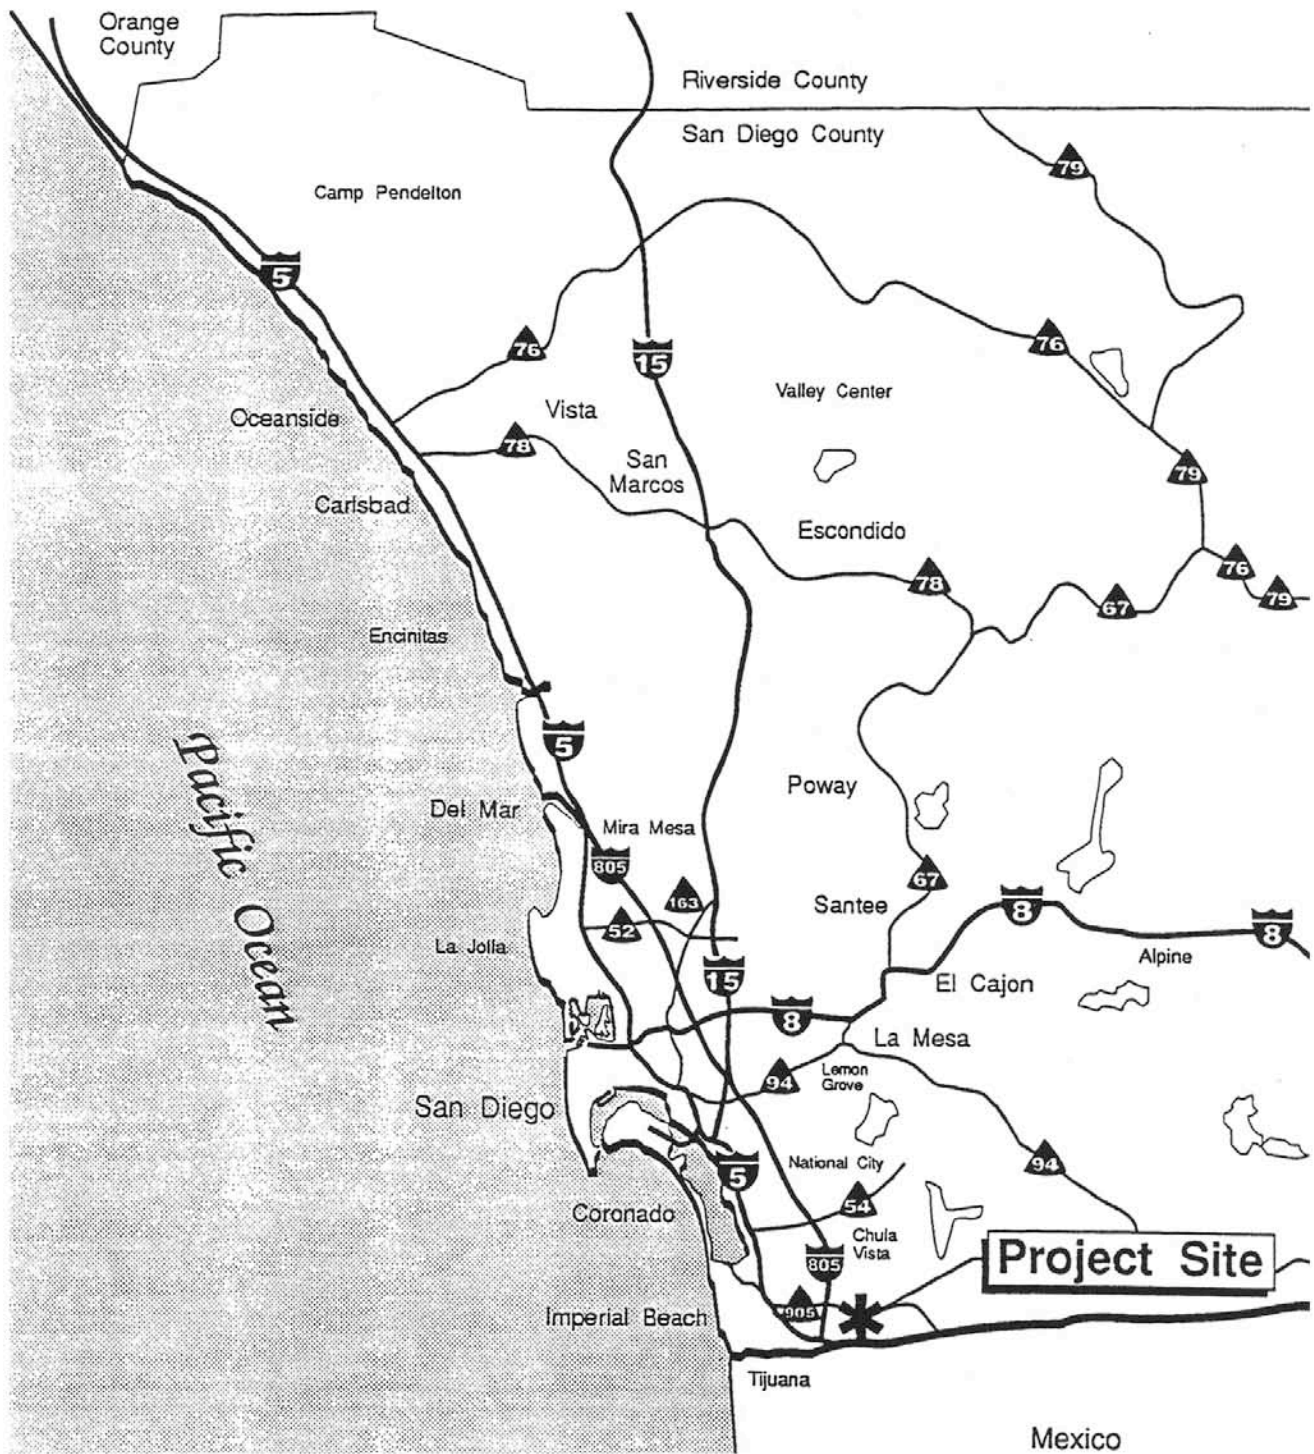 Orange
County
Riverside County
San Diego County
79
Camp Pendelton
5
76
15
76
Valley Center
Vista
Oceanside
78
San
Marcos
79
Carlsbad
Escondido
78
76
67
79
Encinitas
5
Pacific Ocean
Poway
Del Mar
Mira Mesa
805
67
163
Santee
8
52
8
La Jolla
Alpine
15
El Cajon
8
La Mesa
94
Lemon
Grove
San Diego
National City
94
5
54
Coronado
Chula
Vista
805
Project Site
905
Imperial Beach
Tijuana
Mexico